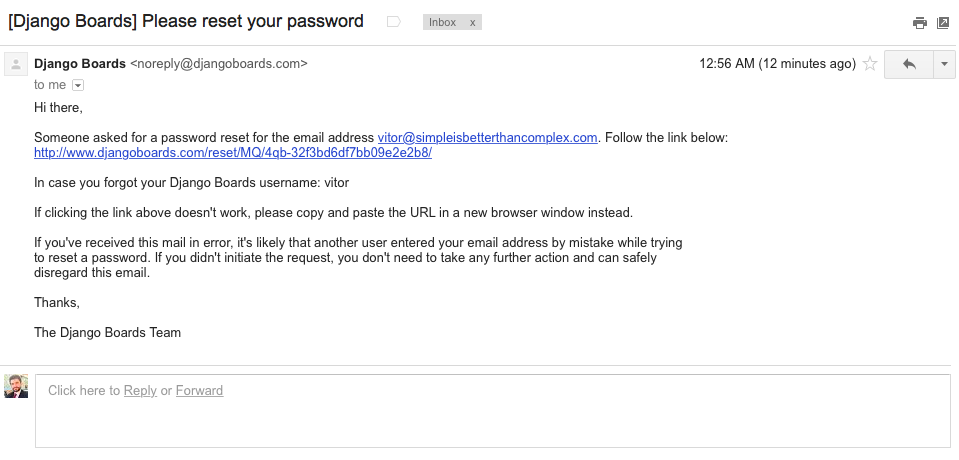 [Django Boards] Please reset your password
Inbox x
Django Boards <noreply@djangoboards.com>
12:56 AM (12 minutes ago)
to me
Hi there,
Someone asked for a password reset for the email address vitor@simpleisbetterthancomplex.com. Follow the link below:
http://www.djangoboards.com/reset/MQ/4qb-32f3bd6df7bb09e2e2b8/
In case you forgot your Django Boards username: vitor
If clicking the link above doesn't work, please copy and paste the URL in a new browser window instead.
If you've received this mail in error, it's likely that another user entered your email address by mistake while trying
to reset a password. If you didn't initiate the request, you don't need to take any further action and can safely
disregard this email.
Thanks,
The Django Boards Team
Click here to Reply or Forward